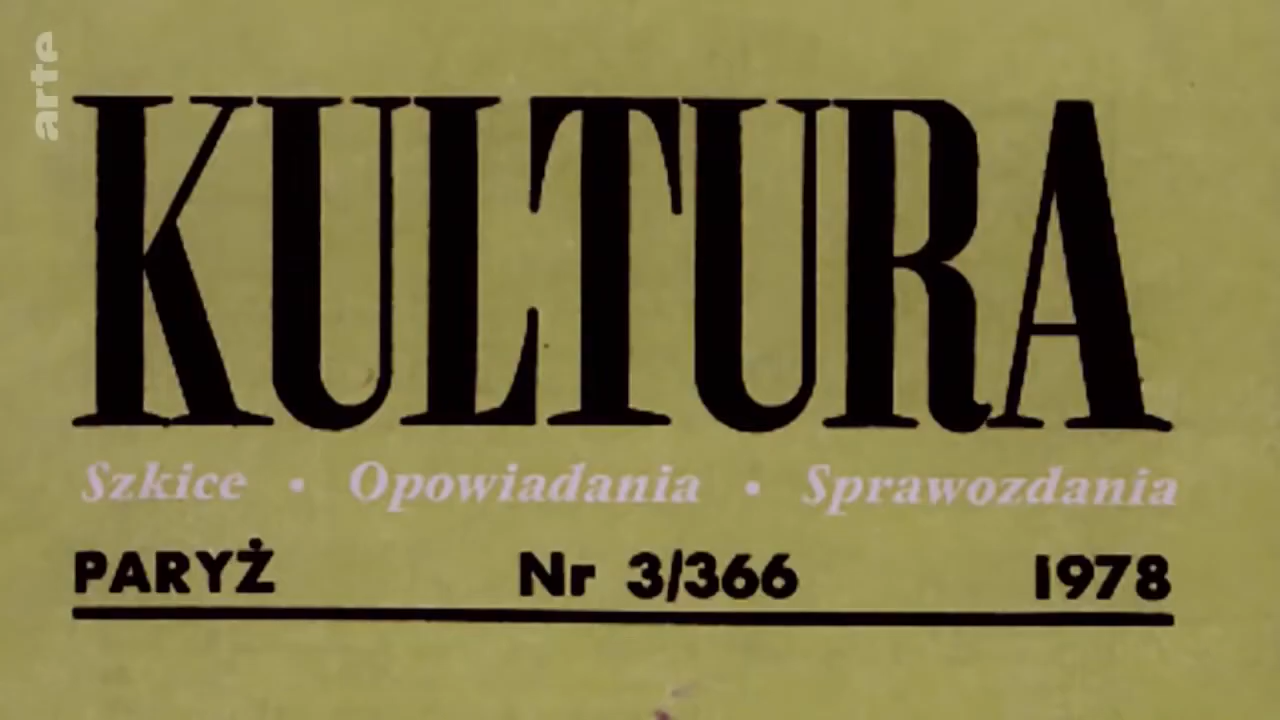 arte
KULTURA
Szkice • Opowiadania • Sprawozdania
PARYŻ Nr 3/366 1978